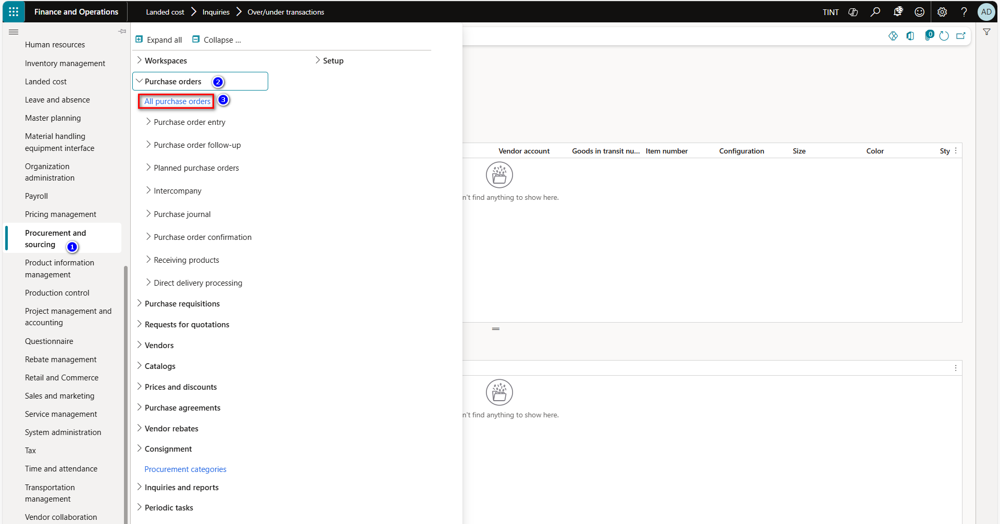 Finance and Operations
Landed cost
Inquiries
Over/under transactions
TINT
33
AD
Human resources
Inventory management
Landed cost
Leave and absence
Master planning
Material handling
equipment interface
Organization
administration
Payroll
Pricing management
Procurement and
sourcing
1
Product information
management
Production control
Project management and
accounting
Questionnaire
Rebate management
Retail and Commerce
Sales and marketing
Service management
System administration
Tax
Time and attendance
Transportation
management
Vendor collaboration
Expand all
Collapse ...
Workspaces
Purchase orders
2
All purchase orders
3
Purchase order entry
Purchase order follow-up
Planned purchase orders
Intercompany
Purchase journal
Purchase order confirmation
Receiving products
Direct delivery processing
Purchase requisitions
Requests for quotations
Vendors
Catalogs
Prices and discounts
Purchase agreements
Vendor rebates
Consignment
Procurement categories
Inquiries and reports
Periodic tasks
Setup
0
Vendor account
Goods in transit nu...
Item number
Configuration
Size
Color
Sty
n't find anything to show here.
n't find anything to show here.